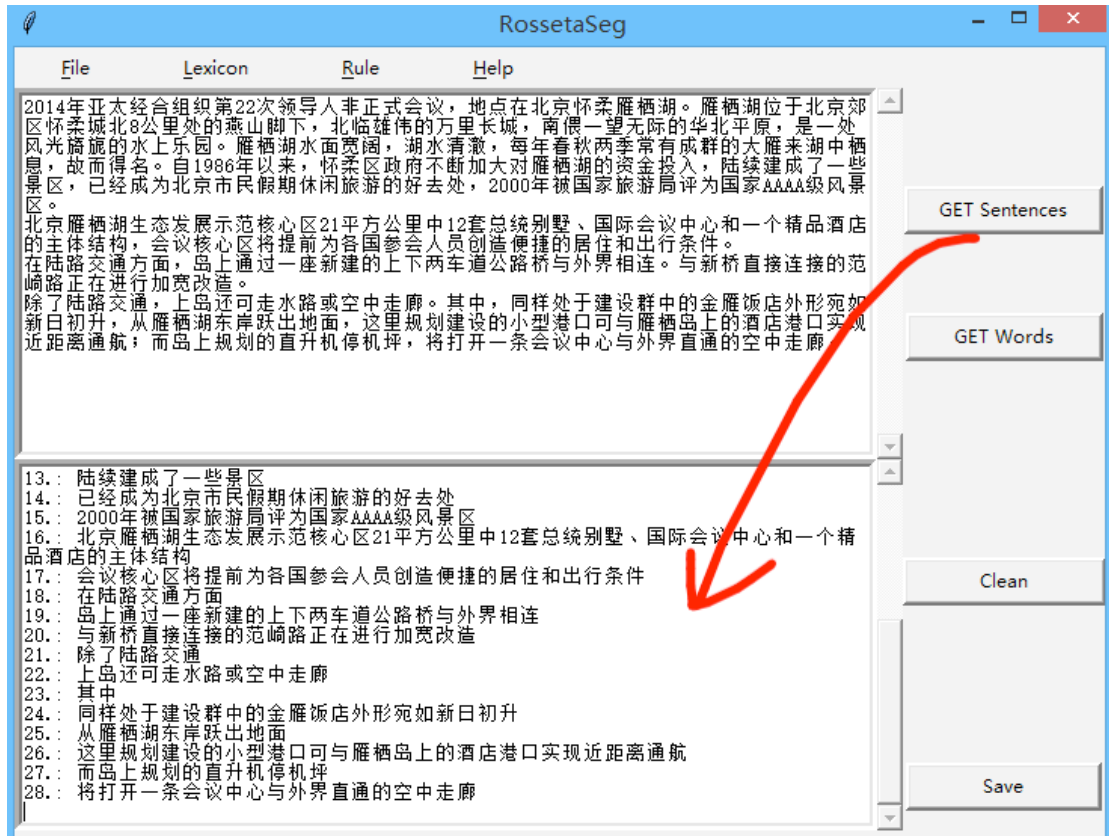 RossetaSeg
File Lexicon Rule Help
2014年亚太经合组织第22次领导人非正式会议，地点在北京怀柔雁栖湖。雁栖湖位于北京郊
区怀柔城北8公里处的燕山脚下，北临雄伟的万里长城，南偎一望无际的华北平原，是一处
风光旖旎的水上乐园。雁栖湖水面宽阔，湖水清澈，每年春秋两季常有成群的大雁来湖中栖
息，故而得名。自1986年以来，怀柔区政府不断加大对雁栖湖的资金投入，陆续建成了一些
景区，已经成为北京市民假期休闲旅游的好去处，2000年被国家旅游局评为国家AAAA级风景
区。
北京雁栖湖生态发展示范核心区21平方公里中12套总统别墅、国际会议中心和一个精品酒店
的主体结构，会议核心区将提前为各国参会人员创造便捷的居住和出行条件。
在陆路交通方面，岛上通过一座新建的上下两车道公路桥与外界相连。与新桥直接连接的范
崎路正在进行加宽改造。
除了陆路交通，上岛还可走水路或空中走廊。其中，同样处于建设群中的金雁饭店外形宛如
新日初升，从雁栖湖东岸跃出地面，这里规划建设的小型港口可与雁栖岛上的酒店港口实现
近距离通航；而岛上规划的直升机停机坪，将打开一条会议中心与外界直通的空中走廊。
GET Sentences
GET Words
13.: 陆续建成了一些景区
14.: 已经成为北京市民假期休闲旅游的好去处
15.: 2000年被国家旅游局评为国家AAAA级风景区
16.: 北京雁栖湖生态发展示范核心区21平方公里中12套总统别墅、国际会议中心和一个精
品酒店的主体结构
17.: 会议核心区将提前为各国参会人员创造便捷的居住和出行条件
18.: 在陆路交通方面
19.: 岛上通过一座新建的上下两车道公路桥与外界相连
20.: 与新桥直接连接的范崎路正在进行加宽改造
21.: 除了陆路交通
22.: 上岛还可走水路或空中走廊
23.: 其中
24.: 同样处于建设群中的金雁饭店外形宛如新日初升
25.: 从雁栖湖东岸跃出地面
26.: 这里规划建设的小型港口可与雁栖岛上的酒店港口实现近距离通航
27.: 而岛上规划的直升机停机坪
28.: 将打开一条会议中心与外界直通的空中走廊
Clean
Save